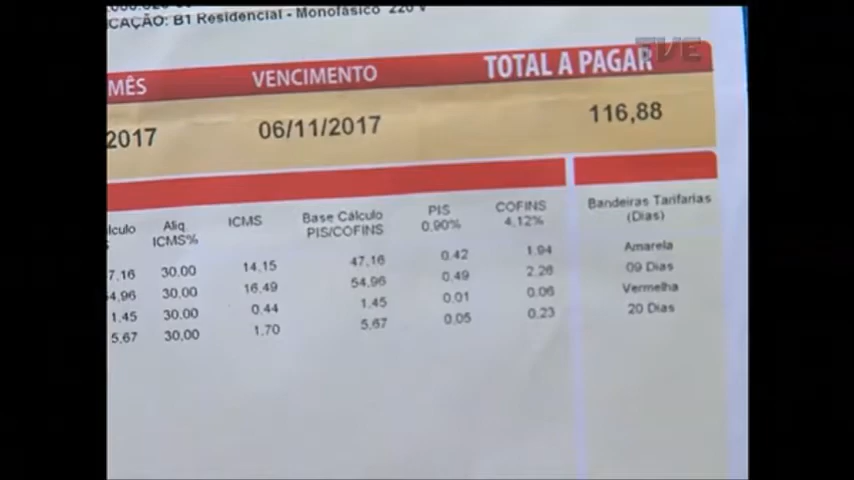 CAÇÃO: B1 Residencial - Monofásico 220 V
TVE
MÊS VENCIMENTO TOTAL A PAGAR
2017 06/11/2017 116,88
Aliq ICMS Base Cálculo PIS COFINS Bandeiras Tarifarias
ICMS% PIS/COFINS 0,90% 4,12% (Dias)
7,16 30,00 14,15 47,16 0,42 1,94 Amarela
4,96 30,00 16,49 54,96 0,49 2,26 09 Dias
1,45 30,00 0,44 1,45 0,01 0,06 Vermelha
5,67 30,00 1,70 5,67 0,05 0,23 20 Dias